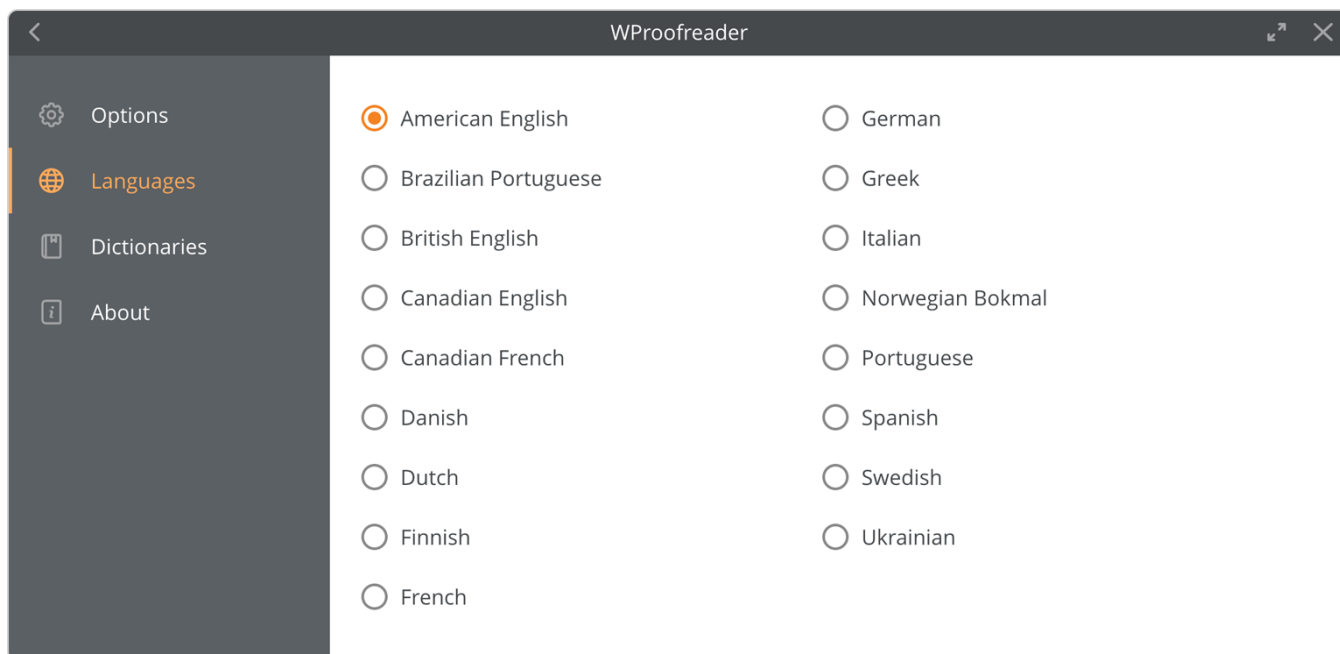 WProofreader
Options
Languages
Dictionaries
About
American English
Brazilian Portuguese
British English
Canadian English
Canadian French
Danish
Dutch
Finnish
French
German
Greek
Italian
Norwegian Bokmal
Portuguese
Spanish
Swedish
Ukrainian